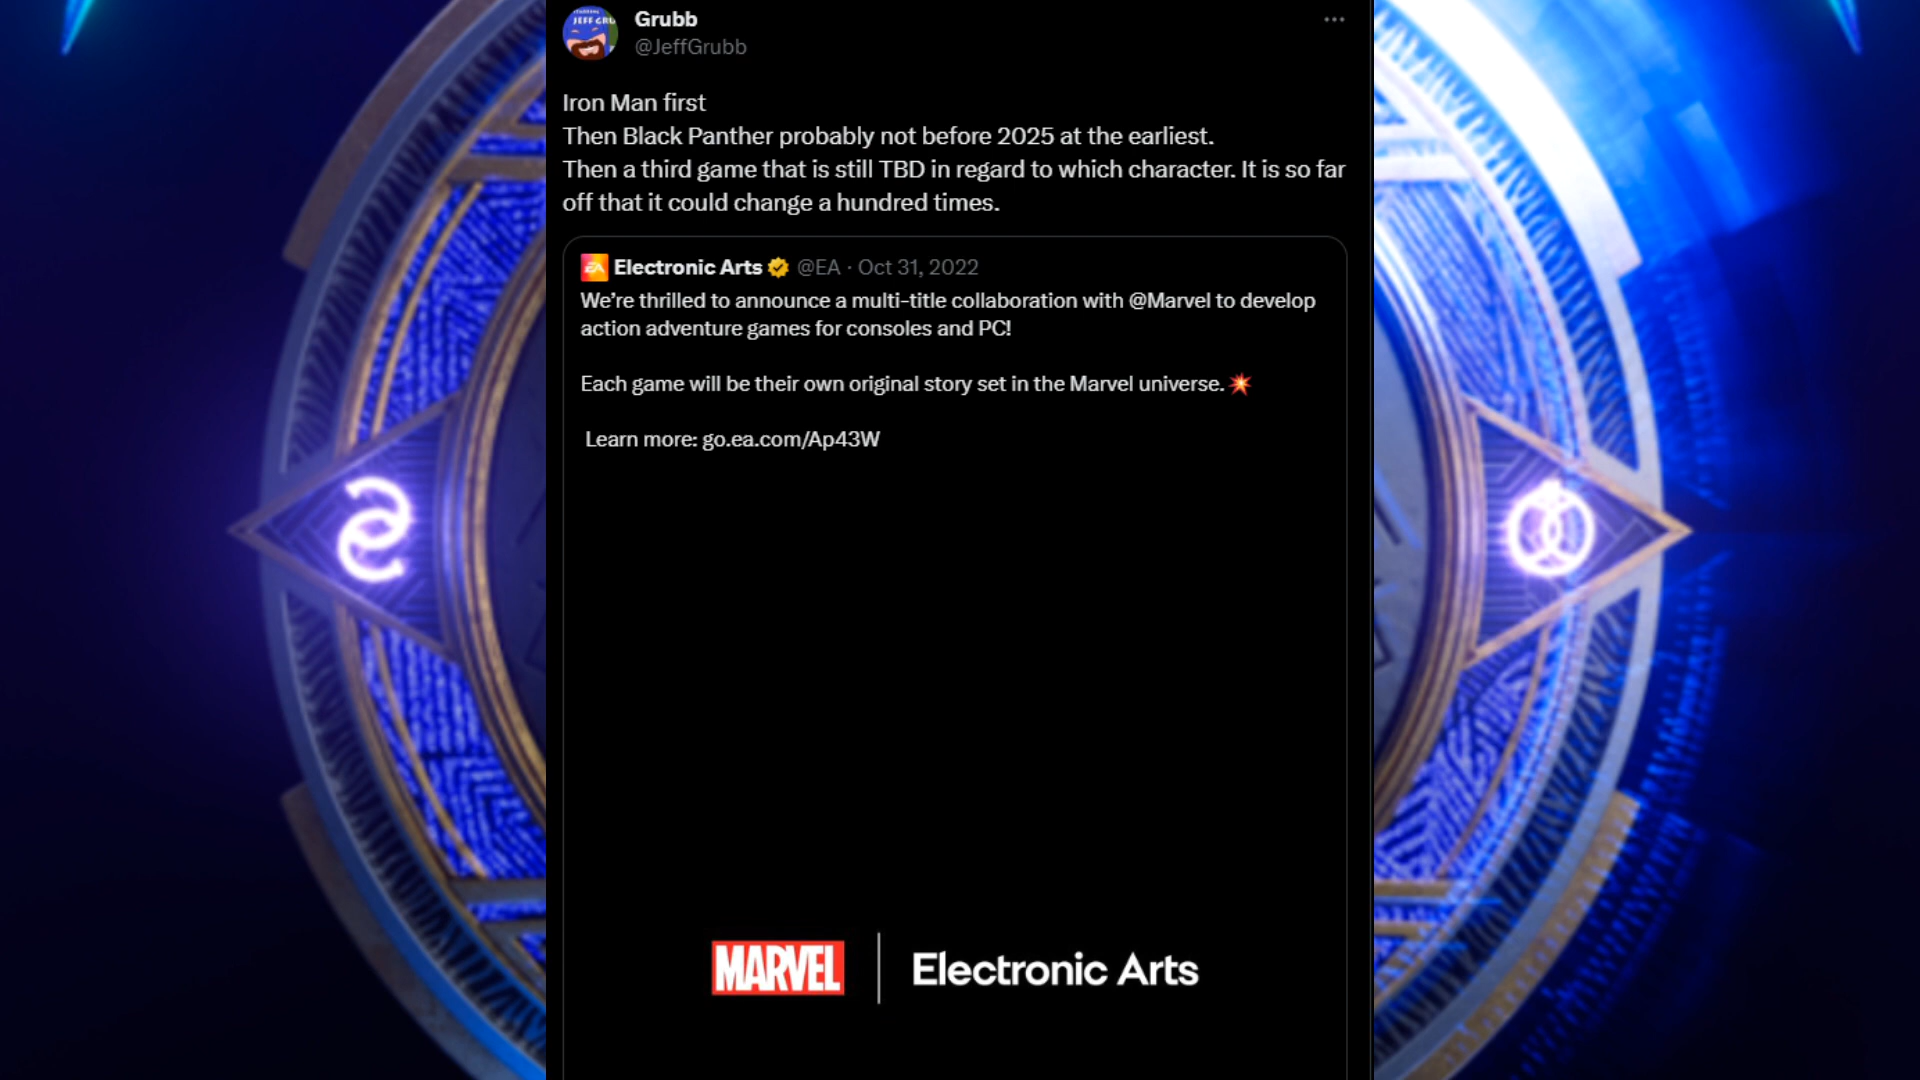 JEFF GRU
Grubb
@JeffGrubb
Iron Man first
Then Black Panther probably not before 2025 at the earliest.
Then a third game that is still TBD in regard to which character. It is so far
off that it could change a hundred times.
EA
Electronic Arts @EA · Oct 31, 2022
We’re thrilled to announce a multi-title collaboration with @Marvel to develop
action adventure games for consoles and PC!
Each game will be their own original story set in the Marvel universe.💥
Learn more: go.ea.com/Ap43W
MARVEL | Electronic Arts